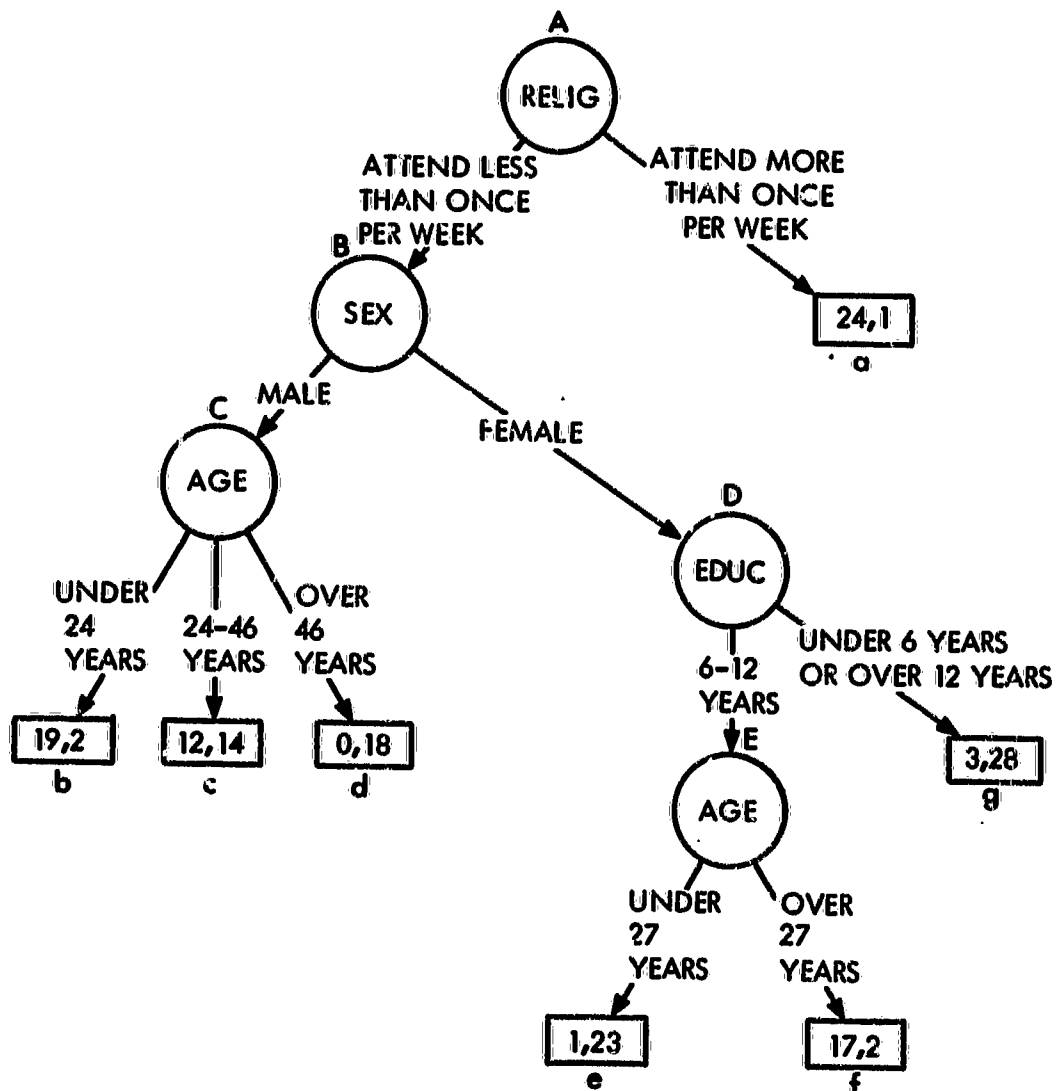 A
RELIG
ATTEND LESS
THAN ONCE
PER WEEK
ATTEND MORE
THAN ONCE
PER WEEK
B
SEX
24,1
a
MALE
FEMALE
C
AGE
D
EDUC
UNDER
24
YEARS
24-46
YEARS
OVER
46
YEARS
6-12
YEARS
UNDER 6 YEARS
OR OVER 12 YEARS
19,2
b
12,14
c
0,18
d
E
AGE
3,28
g
UNDER
27
YEARS
OVER
27
YEARS
1,23
e
17,2
f